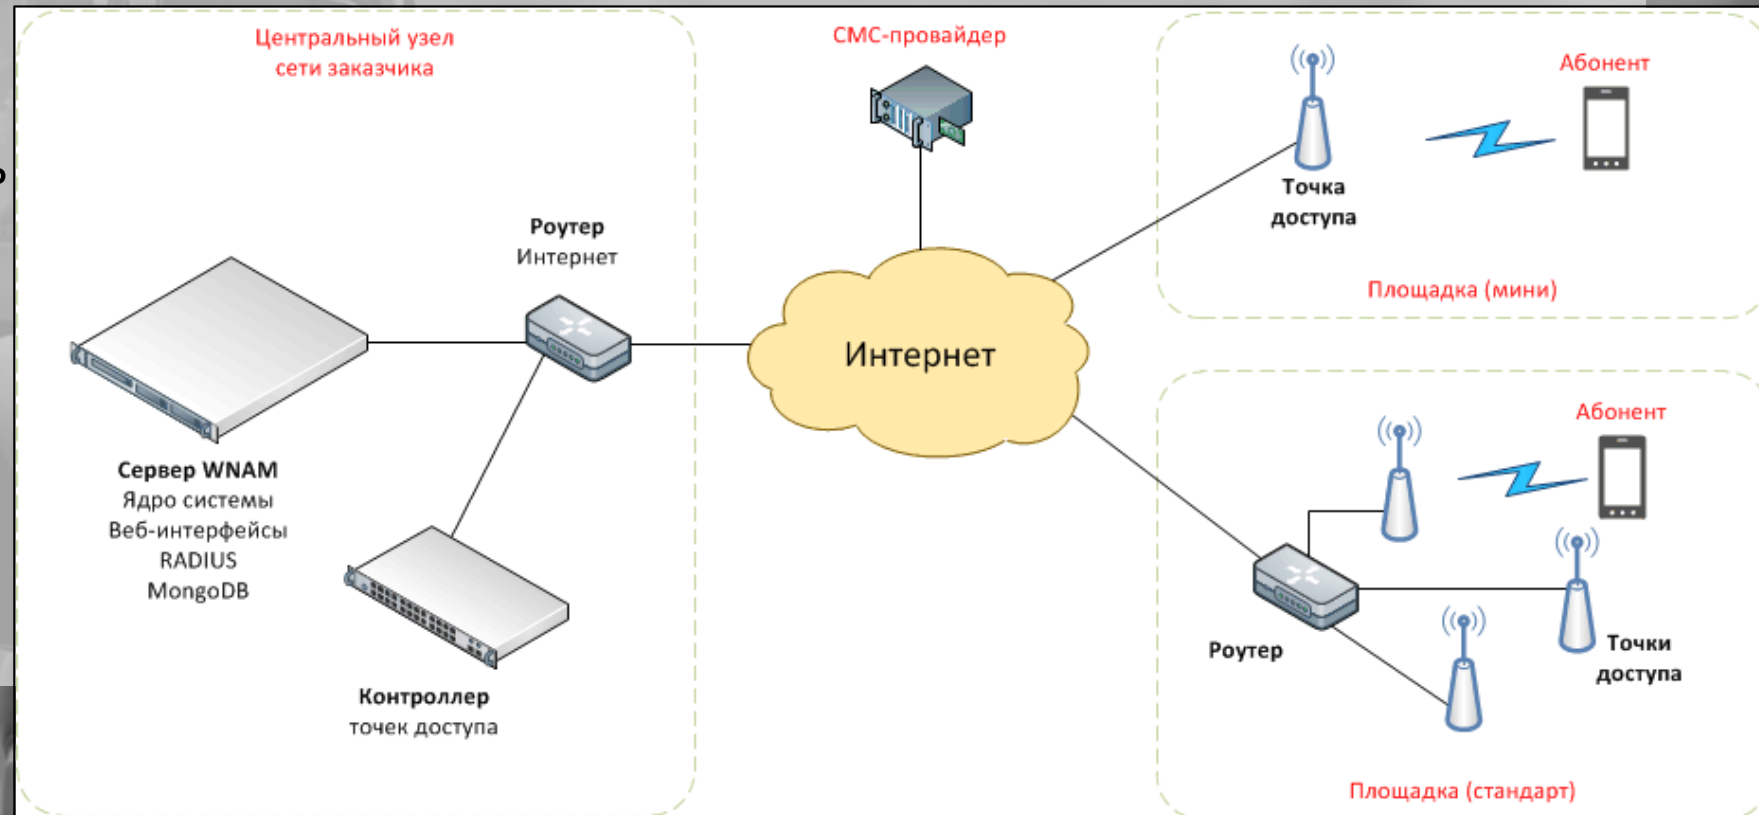 Центральный узел
сети заказчика
СМС-провайдер
Абонент
Точка
доступа
Площадка (мини)
Роутер
Интернет
Интернет
Сервер WNAM
Ядро системы
Веб-интерфейсы
RADIUS
MongoDB
Контроллер
точек доступа
Абонент
Роутер
Точки
доступа
Площадка (стандарт)